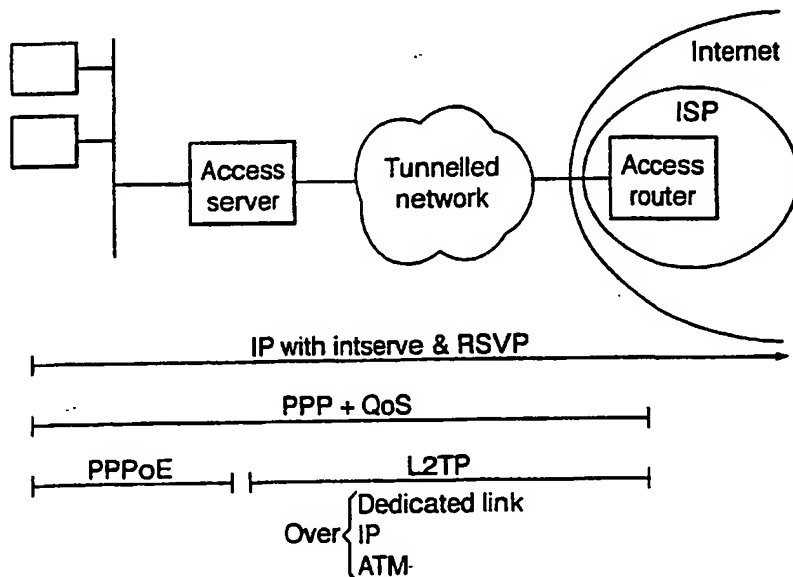 Internet
ISP
Access
server
Tunnelled
network
Access
router
IP with intserve & RSVP
PPP + QoS
PPPoE
L2TP
Over
Dedicated link
IP
ATM